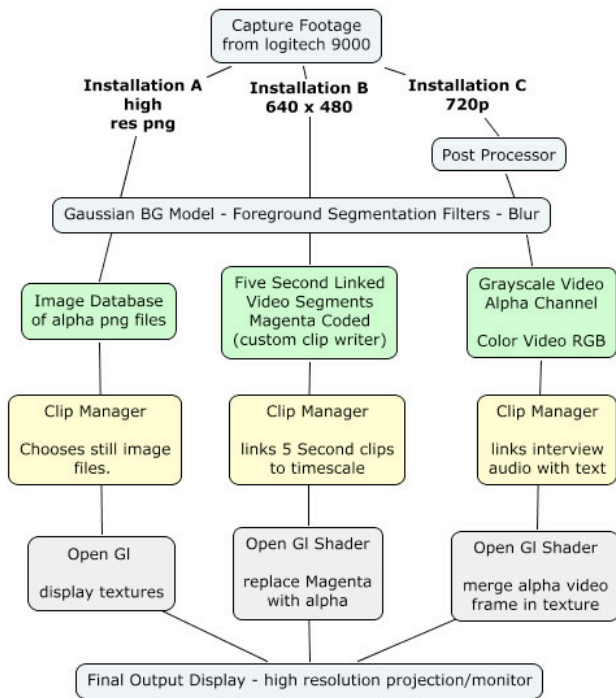 Capture Footage
from logitech 9000
Installation A
high
res png
Installation B
640 x 480
Installation C
720p
Post Processor
Gaussian BG Model - Foreground Segmentation Filters - Blur
Image Database
of alpha png files
Five Second Linked
Video Segments
Magenta Coded
(custom clip writer)
Grayscale Video
Alpha Channel
Color Video RGB
Clip Manager
Chooses still image
files.
Clip Manager
links 5 Second clips
to timescale
Clip Manager
links interview
audio with text
Open Gl
display textures
Open Gl Shader
replace Magenta
with alpha
Open Gl Shader
merge alpha video
frame in texture
Final Output Display - high resolution projection/monitor